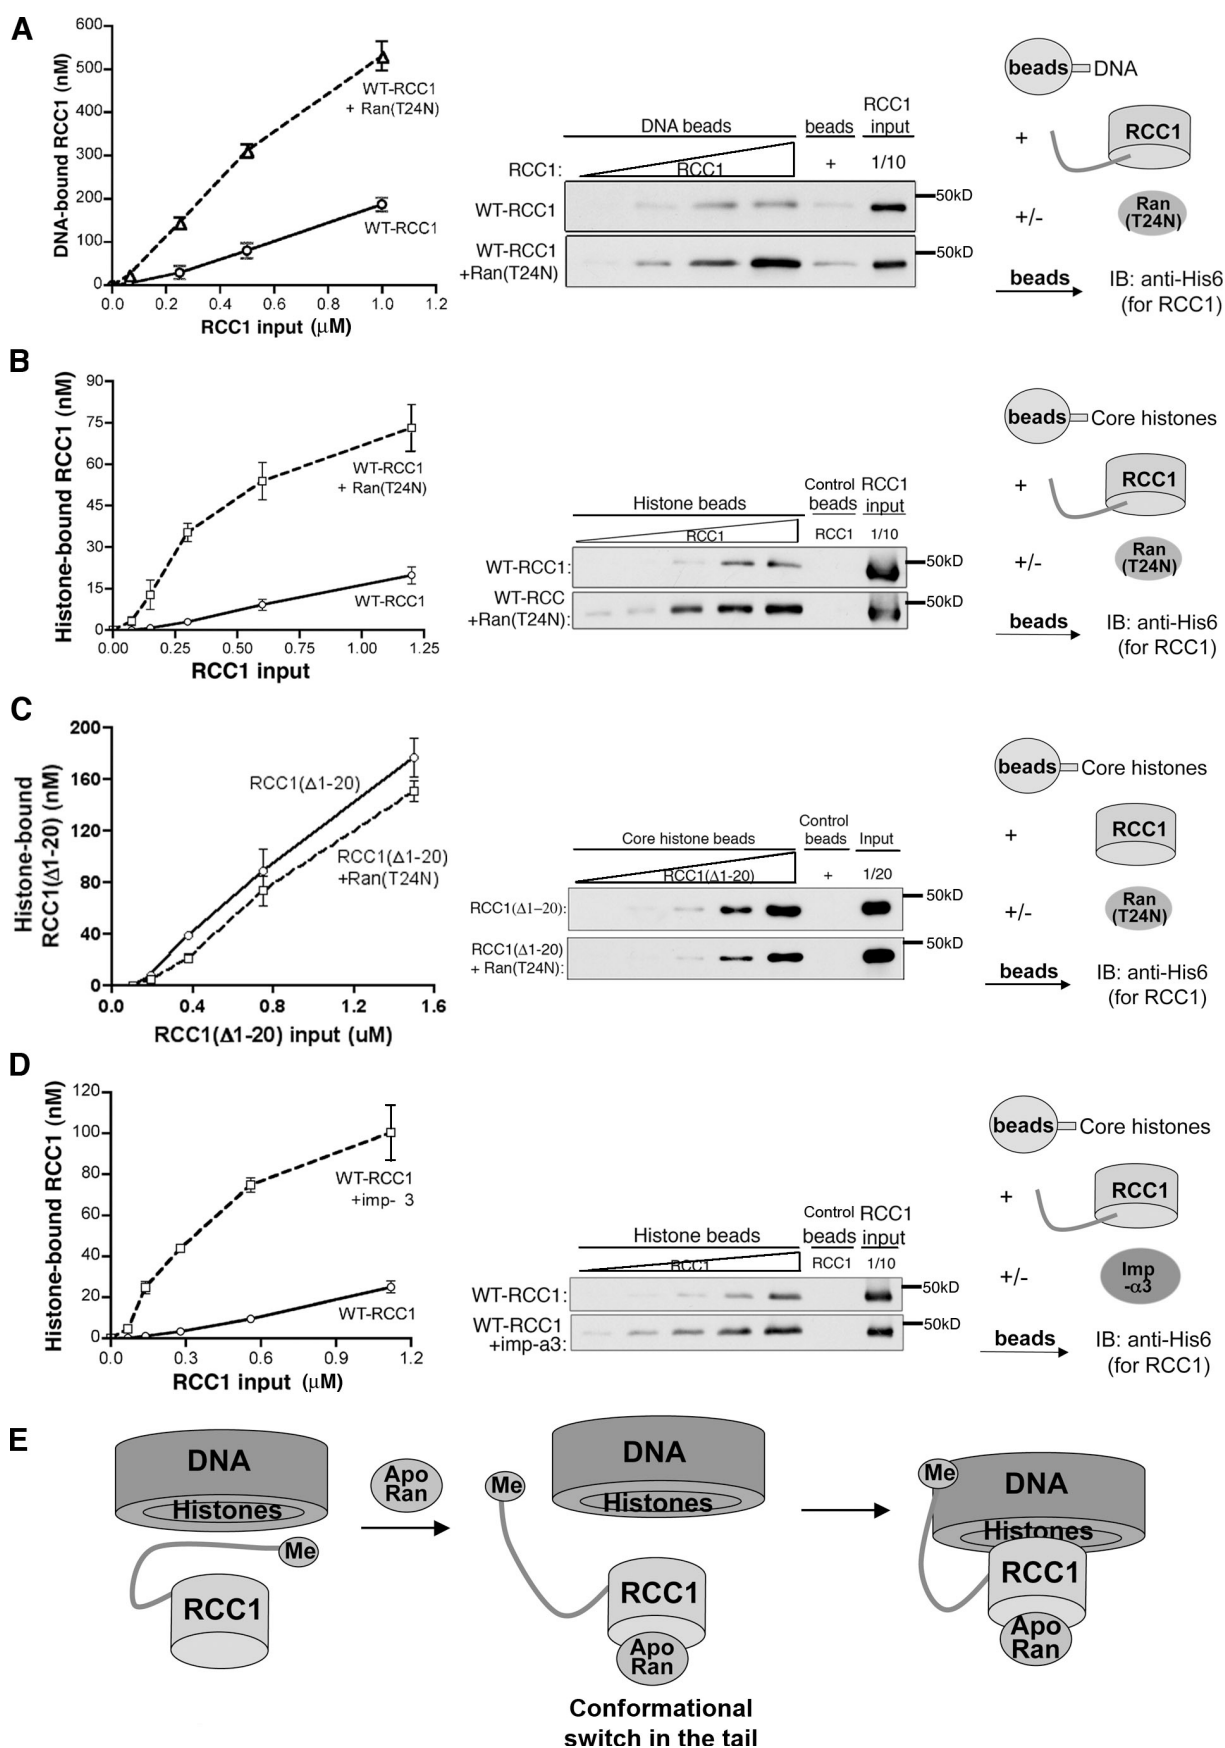 A
600
500
400
300
200
100
0
DNA-bound RCC1 (nM)
0.0 0.2 0.4 0.6 0.8 1.0 1.2
RCC1 input (μM)
WT-RCC1
+ Ran(T24N)
WT-RCC1
DNA beads
beads
RCC1
input
RCC1:
RCC1
+
1/10
WT-RCC1
50kD
WT-RCC1
+Ran(T24N)
50kD
beads DNA
+ RCC1
+/- Ran
(T24N)
beads IB: anti-His6
(for RCC1)
B
90
75
60
45
30
15
0
Histone-bound RCC1 (nM)
0.00 0.25 0.50 0.75 1.00 1.25
RCC1 input
WT-RCC1
+ Ran(T24N)
WT-RCC1
Histone beads
Control
beads
RCC1
input
RCC1
RCC1
1/10
WT-RCC1:
50kD
WT-RCC
+Ran(T24N):
50kD
beads Core histones
+ RCC1
+/- Ran
(T24N)
beads IB: anti-His6
(for RCC1)
C
200
160
120
80
40
0
Histone-bound
RCC1(Δ1-20) (nM)
0.0 0.4 0.8 1.2 1.6
RCC1(Δ1-20) input (uM)
RCC1(Δ1-20)
RCC1(Δ1-20)
+Ran(T24N)
Core histone beads
Control
beads
Input
RCC1(Δ1-20)
+
1/20
RCC1(Δ1-20):
50kD
RCC1(Δ1-20)
+ Ran(T24N):
50kD
beads Core histones
+ RCC1
+/- Ran
(T24N)
beads IB: anti-His6
(for RCC1)
D
120
100
80
60
40
20
0
Histone-bound RCC1 (nM)
0.0 0.3 0.6 0.9 1.2
RCC1 input (μM)
WT-RCC1
+imp- 3
WT-RCC1
Histone beads
Control
beads
RCC1
input
RCC1
RCC1
1/10
WT-RCC1:
50kD
WT-RCC1
+imp-a3:
50kD
beads Core histones
+ RCC1
+/- Imp
-α3
beads IB: anti-His6
(for RCC1)
E
DNA
Histones
Me
RCC1
Apo
Ran
Me
DNA
Histones
RCC1
Apo
Ran
Conformational
switch in the tail
Me
DNA
Histones
RCC1
Apo
Ran